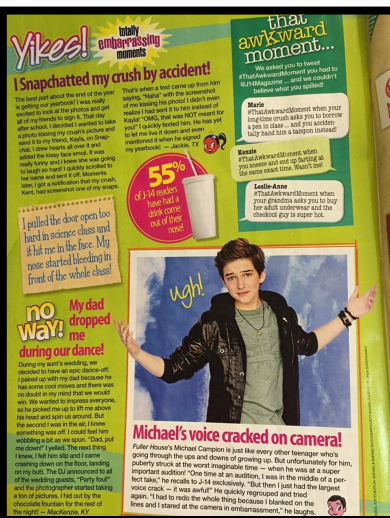 Yikes!
totally
embarrassing
moments
I Snapchatted my crush by accident!
The best part about the end of the
year is getting our yearbook! I was really
excited to look at the photos and get
all of my friends to sign it. That day
after school, I decided I wanted to take
a photo kissing my crush's picture and
send it to my friend, Kayla, on Snap-
chat. I drew hearts all over it and
added the kissy face emoji. It was
really funny and I knew she was going
to laugh so hard! I quickly scrolled to
her name and sent it off. Moments
later, I got a notification that my crush,
Kent, had screenshot one of my snaps.
That's when a text came up from him
saying, "Haha" with the screenshot
of me kissing his photo! I didn't even
realize I had sent it to him instead of
Kayla! "OMG, that was NOT meant for
you!" I quickly texted him. He has yet
to let me live it down and even
mentioned it when he signed
my yearbook! — Jackie, TX
55%
of J-14 readers
have had a
drink come
out of their
nose!
that
awkward
moment...
We asked you to tweet
#ThatAwkwardMoment you had to
@J14Magazine ... and we couldn't
believe what you spilled!
Marie
#ThatAwkwardMoment when your
long-time crush asks you to borrow
a pen in class ... and you acciden-
tally hand him a tampon instead!
Kenzie
#ThatAwkwardMoment when
you sneeze and end up farting at
the same exact time. Wasn't me!
Leslie-Anne
#ThatAwkwardMoment when
your grandma asks you to buy
her adult underwear and the
checkout guy is super hot.
I pulled the door open too
hard in science class and
it hit me in the face. My
nose started bleeding in
front of the whole class!
no
way!
My dad
dropped
me
during our dance!
During my aunt's wedding, we
decided to have an epic dance-off.
I paired up with my dad because he
has some cool moves and there was
no doubt in my mind that we would
win. We wanted to impress everyone,
so he picked me up to lift me above
his head and spin us around. But
the second I was in the air, I knew
something was off. I could feel him
wobbling a bit as we spun. "Dad, put
me down!" I yelled. The next thing
I knew, I felt him slip and I came
crashing down on the floor, landing
on my butt. The DJ announced to all
of the wedding guests, "Party foul!"
and the photographer started taking
a ton of pictures. I hid out by the
chocolate fountain for the rest of
the night! — MacKenzie, KY
ugh!
Michael's voice cracked on camera!
Fuller House's Michael Campion is just like every other teenager who's
going through the ups and downs of growing up. But unfortunately for him,
puberty struck at the worst imaginable time — when he was at a super
important audition! "One time at an audition, I was in the middle of a per-
fect take," he recalls to J-14 exclusively. "But then I just had the largest
voice crack — it was awful!" He quickly regrouped and tried
again. "I had to redo the whole thing because I blanked on the
lines and I stared at the camera in embarrassment," he laughs.